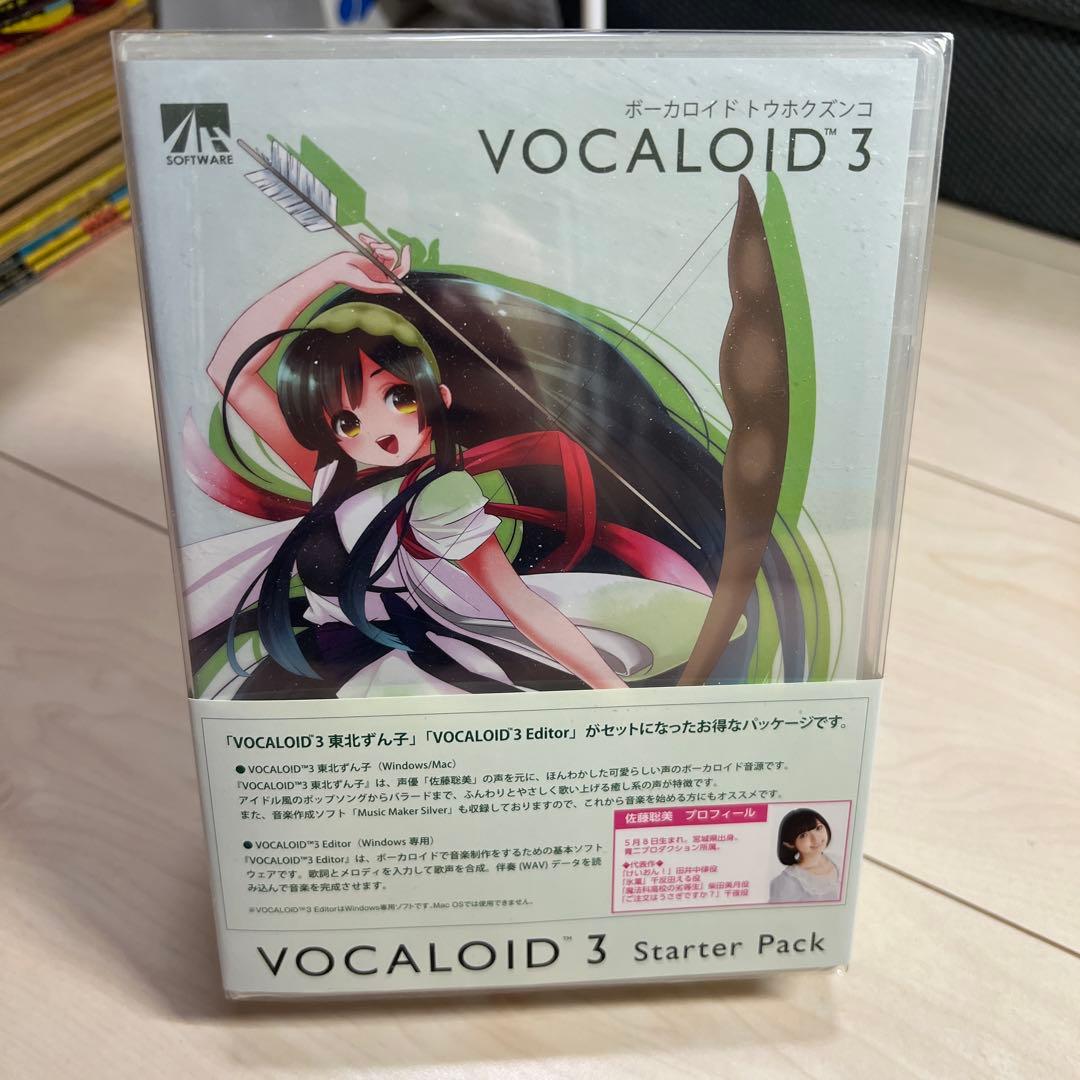 AH
SOFTWARE
ボーカロイド トウホクズンコ
VOCALOID™3
「VOCALOID™3 東北ずん子」「VOCALOID™3 Editor」がセットになったお得なパッケージです。
●VOCALOID™3 東北ずん子（Windows/Mac）
『VOCALOID™3 東北ずん子』は、声優「佐藤聡美」の声を元に、ほんわかした可愛らしい声のボーカロイド音源です。
アイドル風のポップソングからバラードまで、ふんわりとやさしく歌い上げる癒し系の声が特徴です。
また、音楽作成ソフト「Music Maker Silver」も収録しておりますので、これから音楽を始める方にもオススメです。
●VOCALOID™3 Editor（Windows 専用）
『VOCALOID™3 Editor』は、ボーカロイドで音楽制作をするための基本ソフト
ウェアです。歌詞とメロディを入力して歌声を合成。伴奏(WAV)データを読
み込んで音楽を完成させます。
※VOCALOID™3 EditorはWindows専用ソフトです。Mac OSでは使用できません。
佐藤聡美 プロフィール
5月8日生まれ。宮城県出身。
青二プロダクション所属。
◆代表作◆
「けいおん！」田井中律役
「氷菓」千反田える役
「魔法科高校の劣等生」柴田美月役
「ご注文はうさぎですか？」千夜役
VOCALOID™ 3 Starter Pack